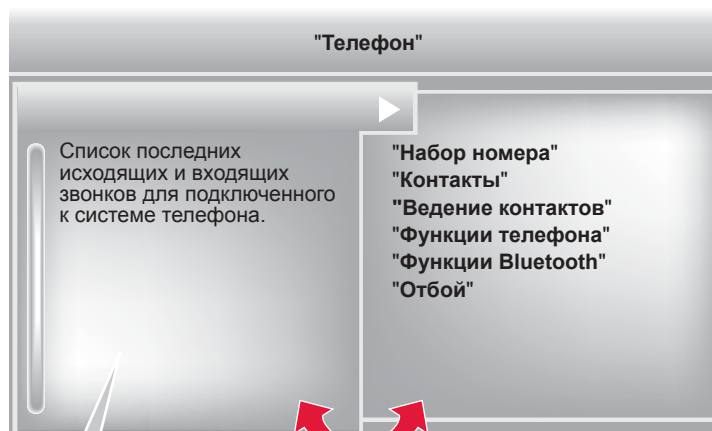 "Телефон"
Список последних
исходящих и входящих
звонков для подключенного
к системе телефона.
"Набор номера"
"Контакты"
"Ведение контактов"
"Функции телефона"
"Функции Bluetooth"
"Отбой"